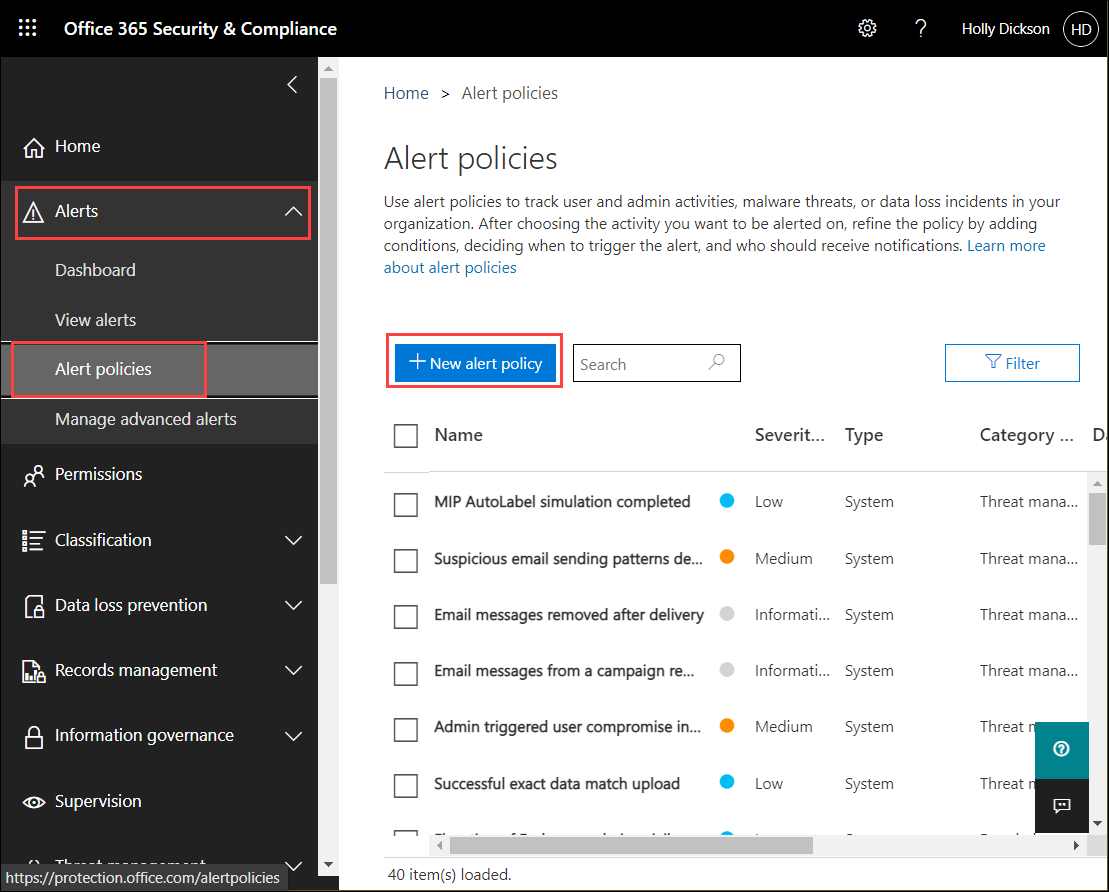 Office 365 Security & Compliance
? Holly Dickson HD
Home
Alerts
Dashboard
View alerts
Alert policies
Manage advanced alerts
Permissions
Classification
Data loss prevention
Records management
Information governance
Supervision
Threat management
https://protection.office.com/alertpolicies
Home > Alert policies
Alert policies
Use alert policies to track user and admin activities, malware threats, or data loss incidents in your
organization. After choosing the activity you want to be alerted on, refine the policy by adding
conditions, deciding when to trigger the alert, and who should receive notifications. Learn more
about alert policies
+ New alert policy Search Filter
Name Severit... Type Category ...
MIP AutoLabel simulation completed Low System Threat mana...
Suspicious email sending patterns de... Medium System Threat mana...
Email messages removed after delivery Informati... System Threat mana...
Email messages from a campaign re... Informati... System Threat mana...
Admin triggered user compromise in... Medium System Threat
Successful exact data match upload Low System Threat
40 item(s) loaded.